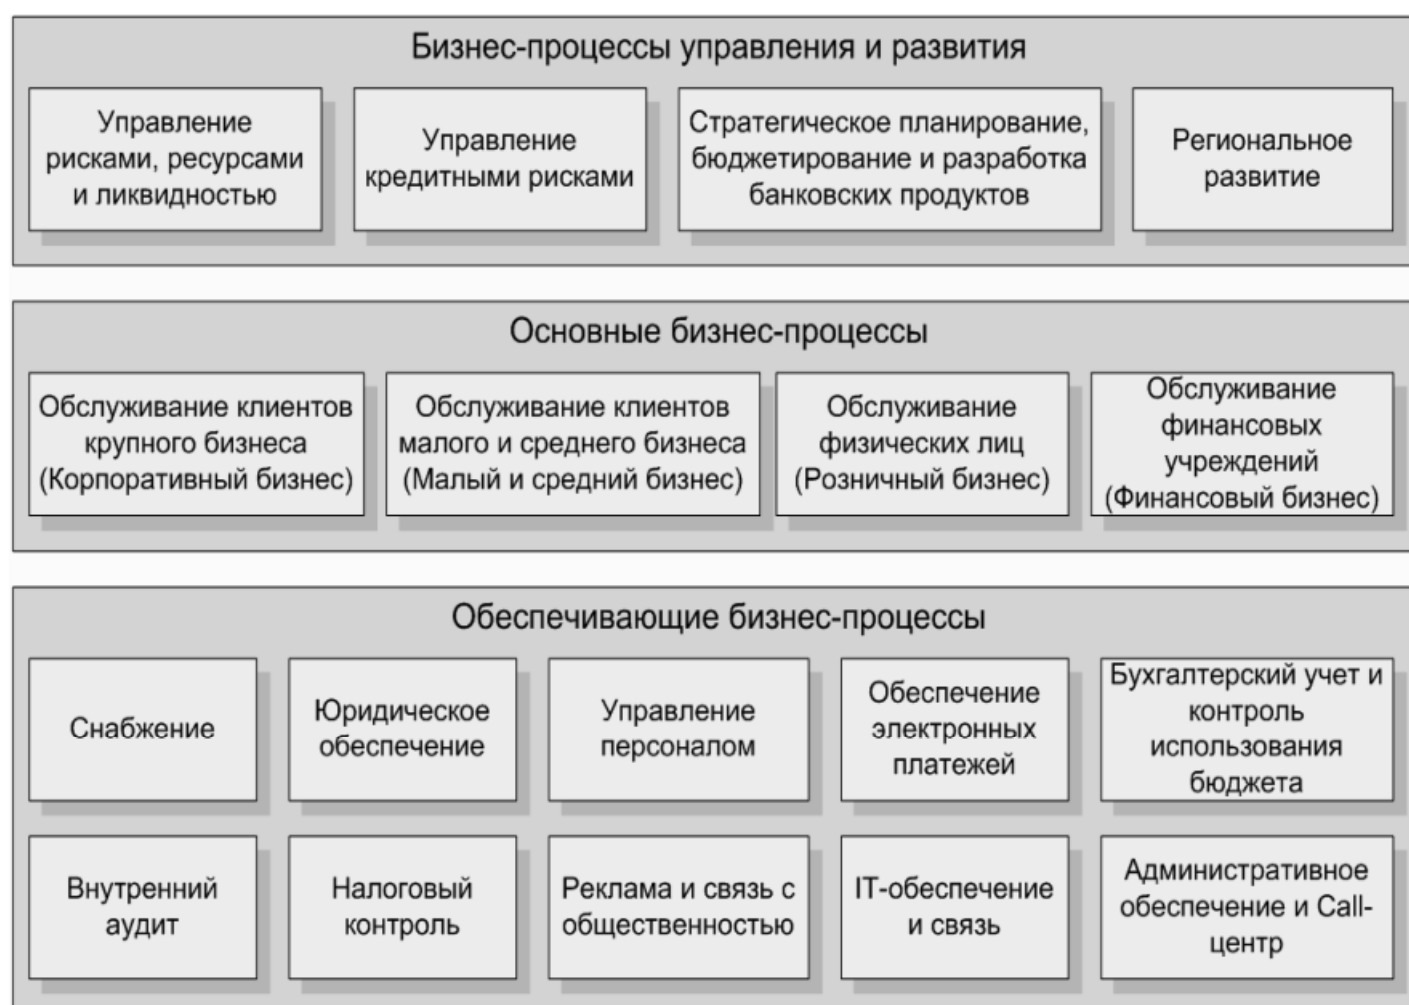 Бизнес-процессы управления и развития
Управление
рисками, ресурсами
и ликвидностью
Управление
кредитными рисками
Стратегическое планирование,
бюджетирование и разработка
банковских продуктов
Региональное
развитие
Основные бизнес-процессы
Обслуживание клиентов
крупного бизнеса
(Корпоративный бизнес)
Обслуживание клиентов
малого и среднего бизнеса
(Малый и средний бизнес)
Обслуживание
физических лиц
(Розничный бизнес)
Обслуживание
финансовых
учреждений
(Финансовый бизнес)
Обеспечивающие бизнес-процессы
Снабжение
Юридическое
обеспечение
Управление
персоналом
Обеспечение
электронных
платежей
Бухгалтерский учет и
контроль
использования
бюджета
Внутренний
аудит
Налоговый
контроль
Реклама и связь с
общественностью
IT-обеспечение
и связь
Административное
обеспечение и Call-
центр